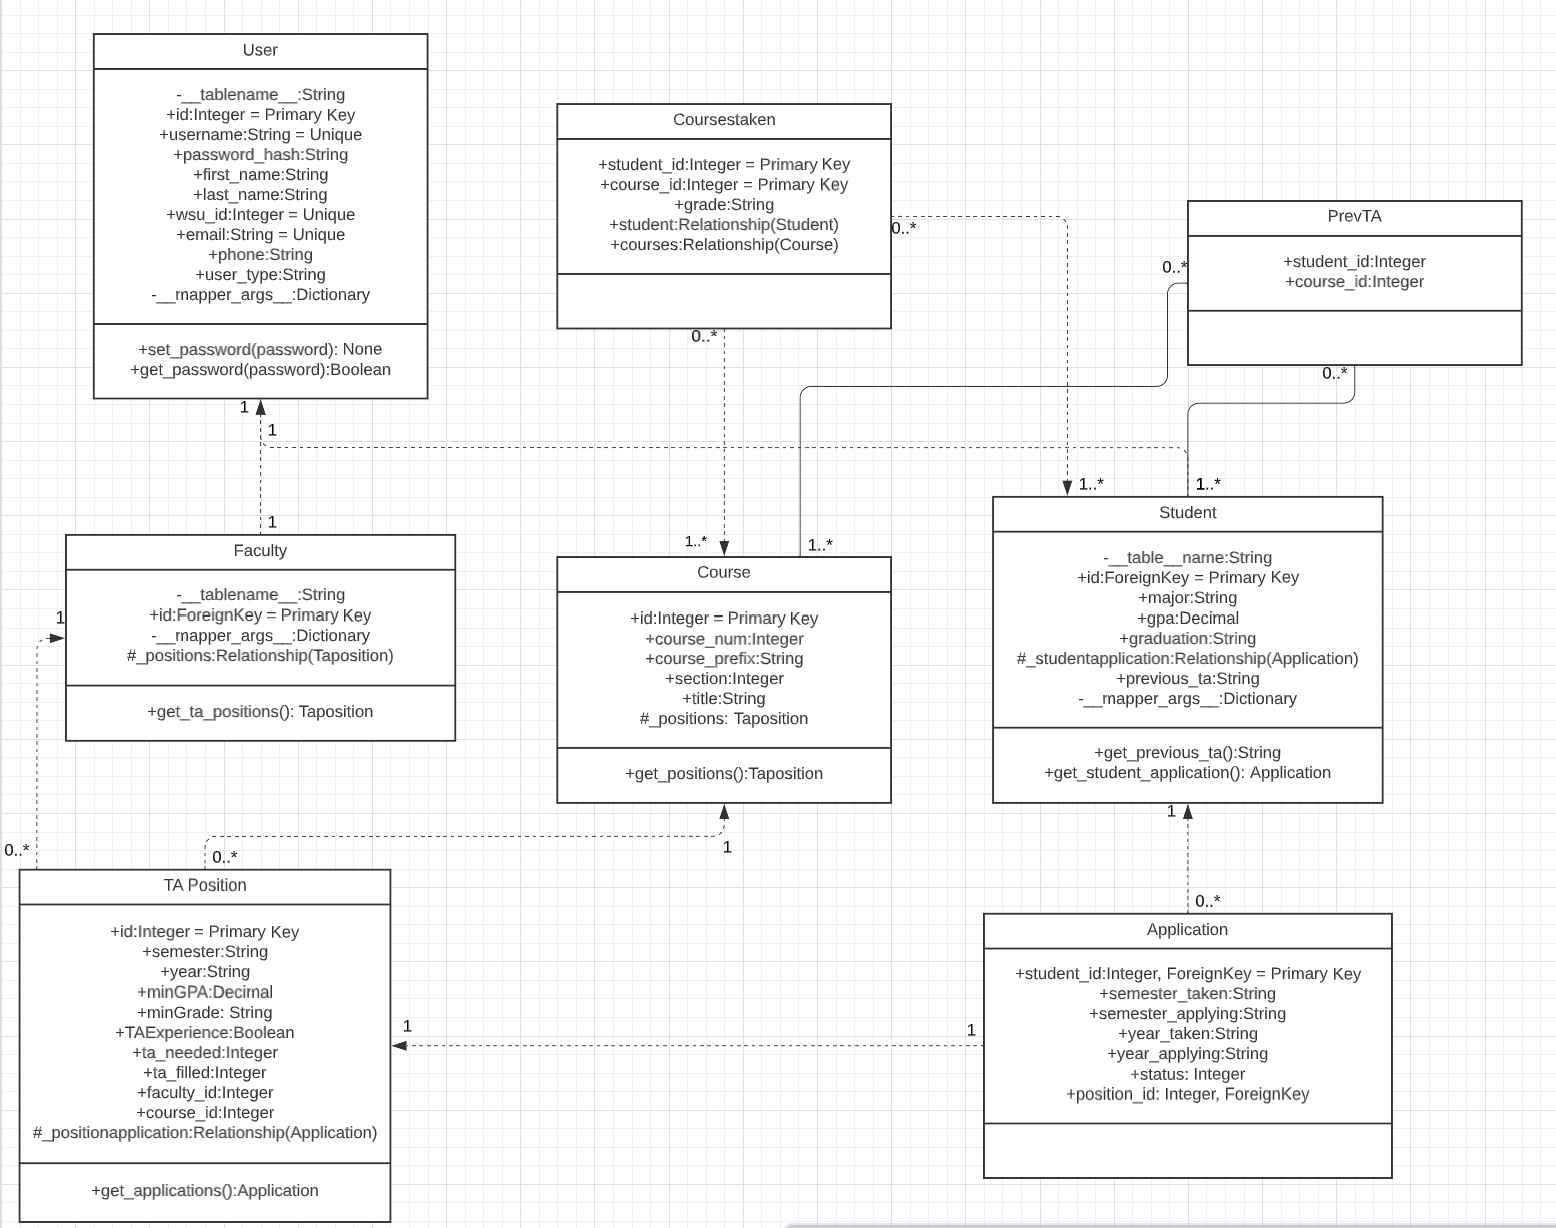 User
-__tablename__:String
+id:Integer = Primary Key
+username:String = Unique
+password_hash:String
+first_name:String
+last_name:String
+wsu_id:Integer = Unique
+email:String = Unique
+phone:String
+user_type:String
-__mapper_args__:Dictionary
+set_password(password): None
+get_password(password):Boolean
Coursestaken
+student_id:Integer = Primary Key
+course_id:Integer = Primary Key
+grade:String
+student:Relationship(Student)
+courses:Relationship(Course)
0..*
0..*
PrevTA
+student_id:Integer
+course_id:Integer
0..*
0..*
1
1
1
Faculty
-__tablename__:String
+id:ForeignKey = Primary Key
-__mapper_args__:Dictionary
#_positions:Relationship(Taposition)
+get_ta_positions(): Taposition
1
1..*
1..*
Course
+id:Integer = Primary Key
+course_num:Integer
+course_prefix:String
+section:Integer
+title:String
#_positions: Taposition
+get_positions():Taposition
1
1..*
1..*
Student
-__table__name:String
+id:ForeignKey = Primary Key
+major:String
+gpa:Decimal
+graduation:String
#_studentapplication:Relationship(Application)
+previous_ta:String
-__mapper_args__:Dictionary
+get_previous_ta():String
+get_student_application(): Application
1
0..*
0..*
TA Position
+id:Integer = Primary Key
+semester:String
+year:String
+minGPA:Decimal
+minGrade: String
+TAExperience:Boolean
+ta_needed:Integer
+ta_filled:Integer
+faculty_id:Integer
+course_id:Integer
#_positionapplication:Relationship(Application)
+get_applications():Application
1
1
0..*
Application
+student_id:Integer, ForeignKey = Primary Key
+semester_taken:String
+semester_applying:String
+year_taken:String
+year_applying:String
+status: Integer
+position_id: Integer, ForeignKey